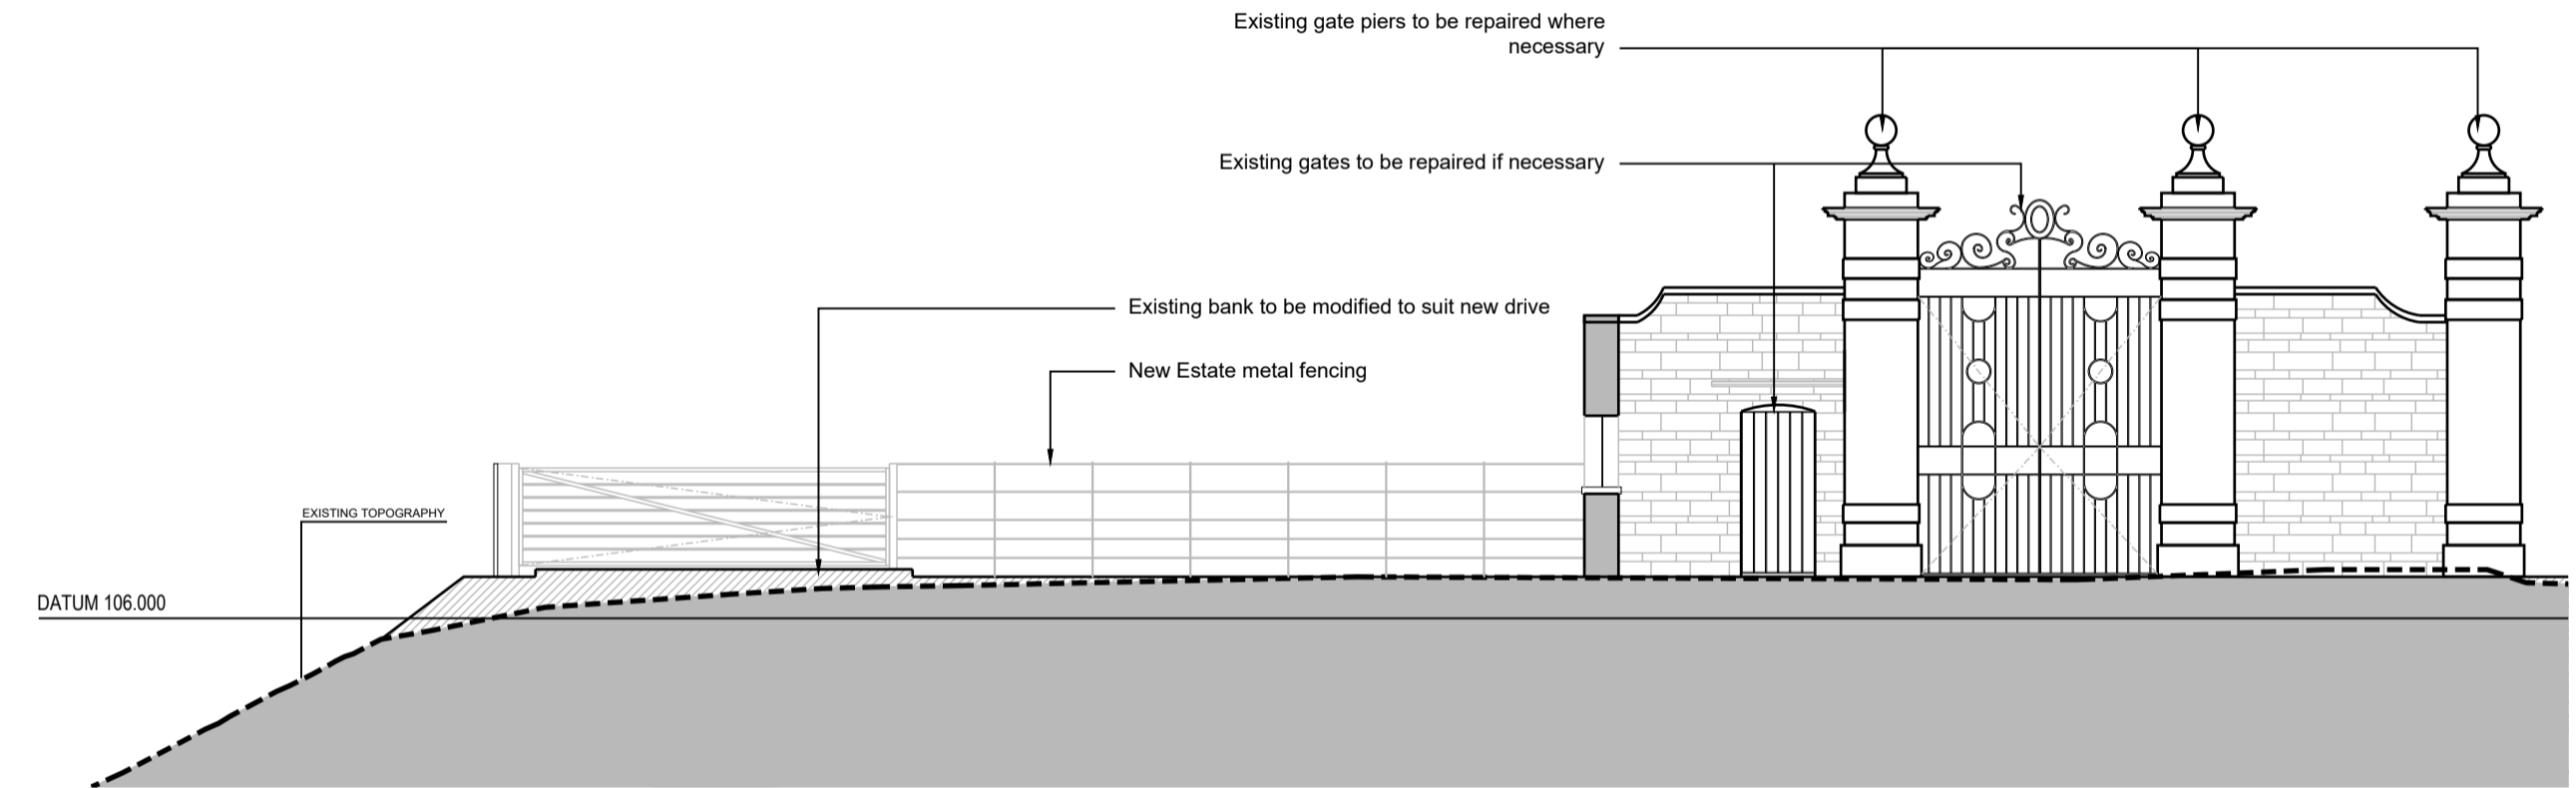 Existing gate piers to be repaired where
necessary
Existing gates to be repaired if necessary
Existing bank to be modified to suit new drive
New Estate metal fencing
EXISTING TOPOGRAPHY
DATUM 106.000